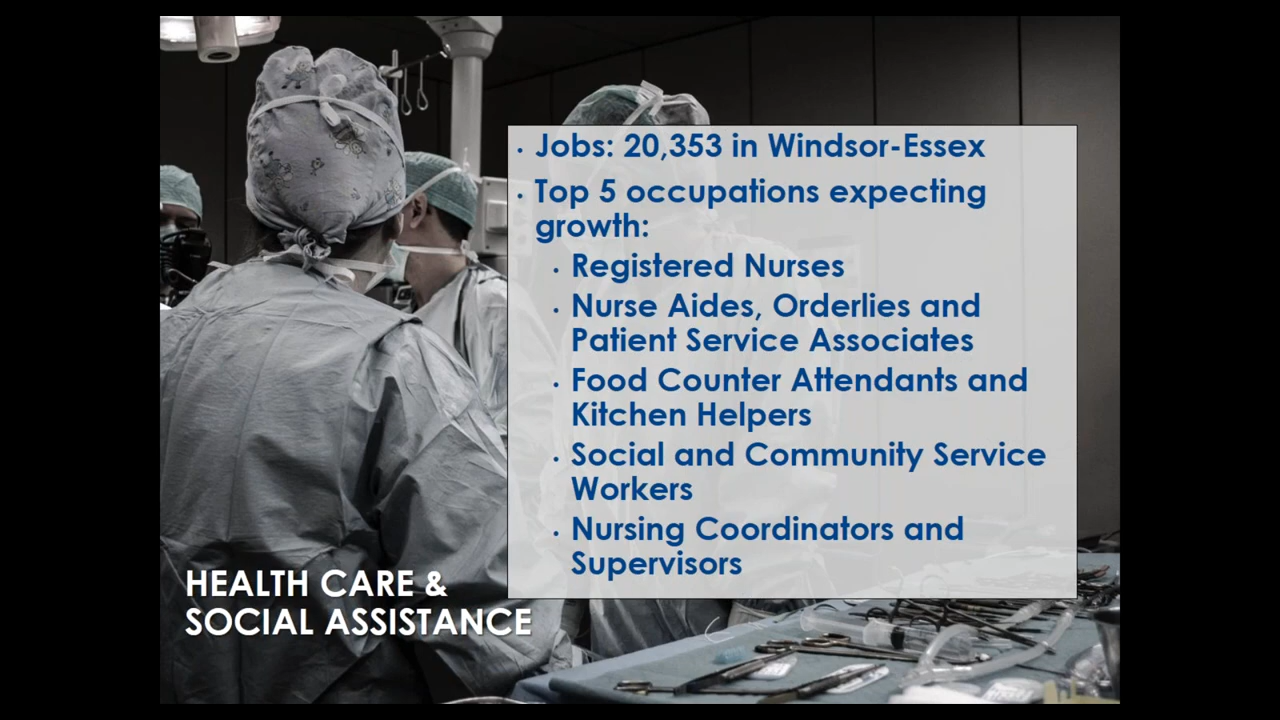 · Jobs: 20,353 in Windsor-Essex
· Top 5 occupations expecting
growth:
· Registered Nurses
· Nurse Aides, Orderlies and
Patient Service Associates
· Food Counter Attendants and
Kitchen Helpers
· Social and Community Service
Workers
· Nursing Coordinators and
Supervisors
HEALTH CARE &
SOCIAL ASSISTANCE